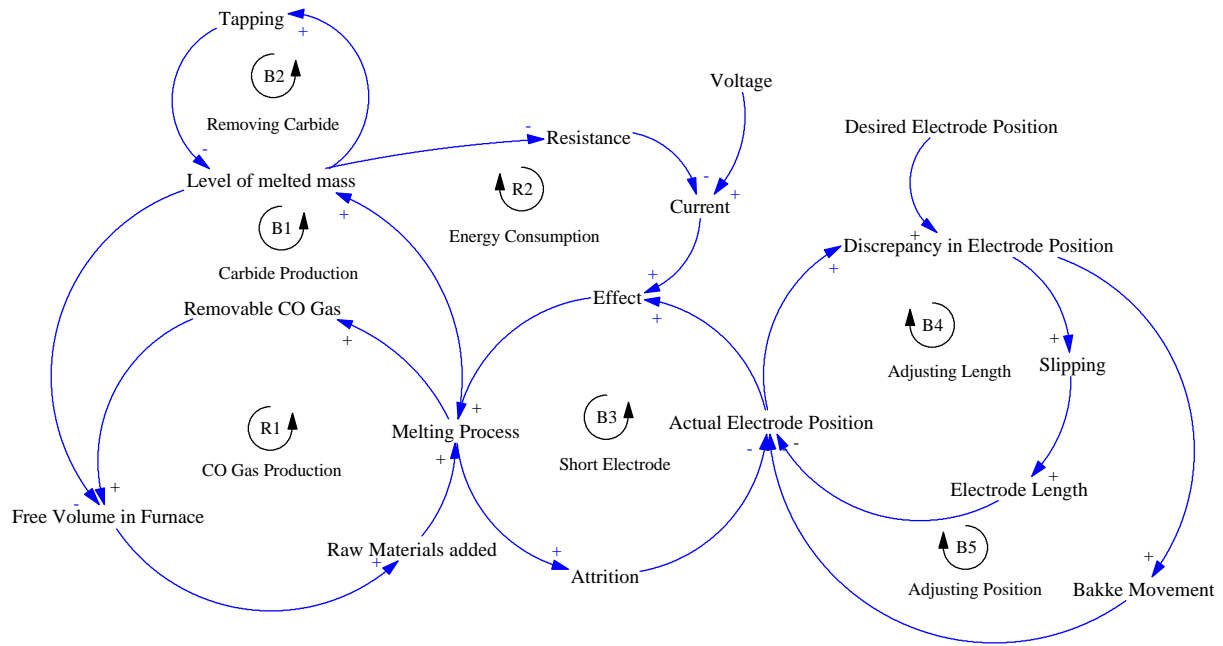 Tapping
+
B2
Removing Carbide
-
Level of melted mass
+
B1
Carbide Production
Removable CO Gas
+
R1
CO Gas Production
+
-
Free Volume in Furnace
Raw Materials added
+
Melting Process
+
+
-
Resistance
R2
Energy Consumption
Voltage
-
+
Current
+
Effect
+
B3
Short Electrode
+
Attrition
Actual Electrode Position
-
-
Desired Electrode Position
+
Discrepancy in Electrode Position
+
B4
Adjusting Length
+
Slipping
+
Electrode Length
B5
Adjusting Position
+
Bakke Movement